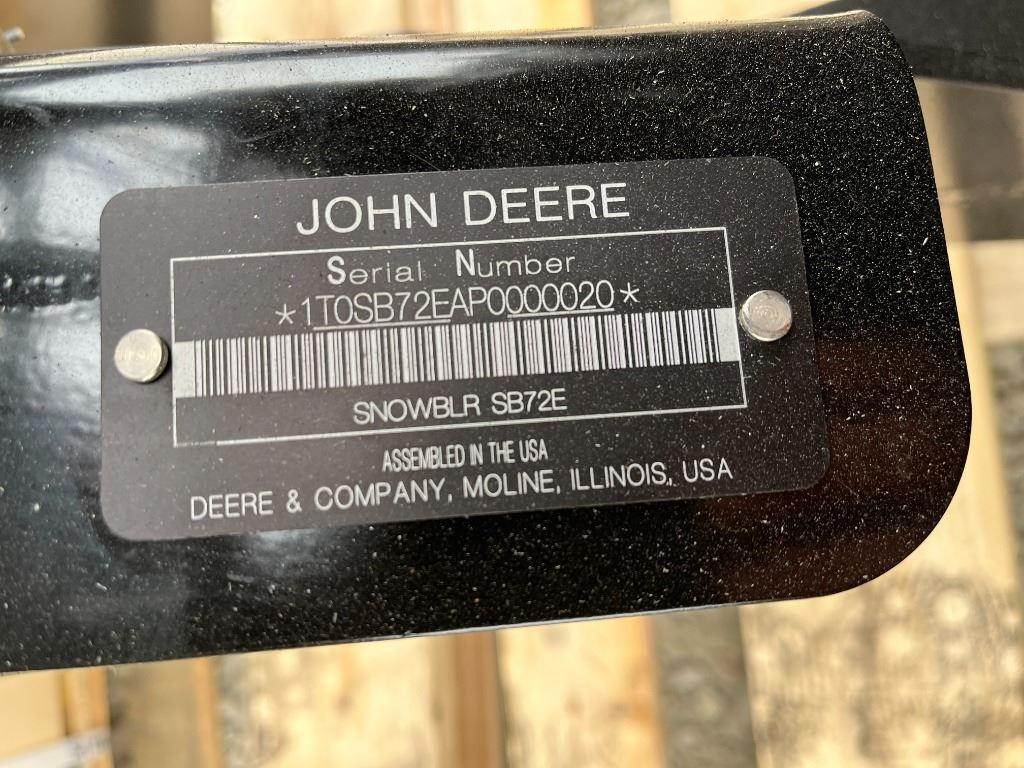 JOHN DEERE
Serial Number
*1T0SB72EAP0000020*
SNOWBLR SB72E
ASSEMBLED IN THE USA
DEERE & COMPANY, MOLINE, ILLINOIS, USA